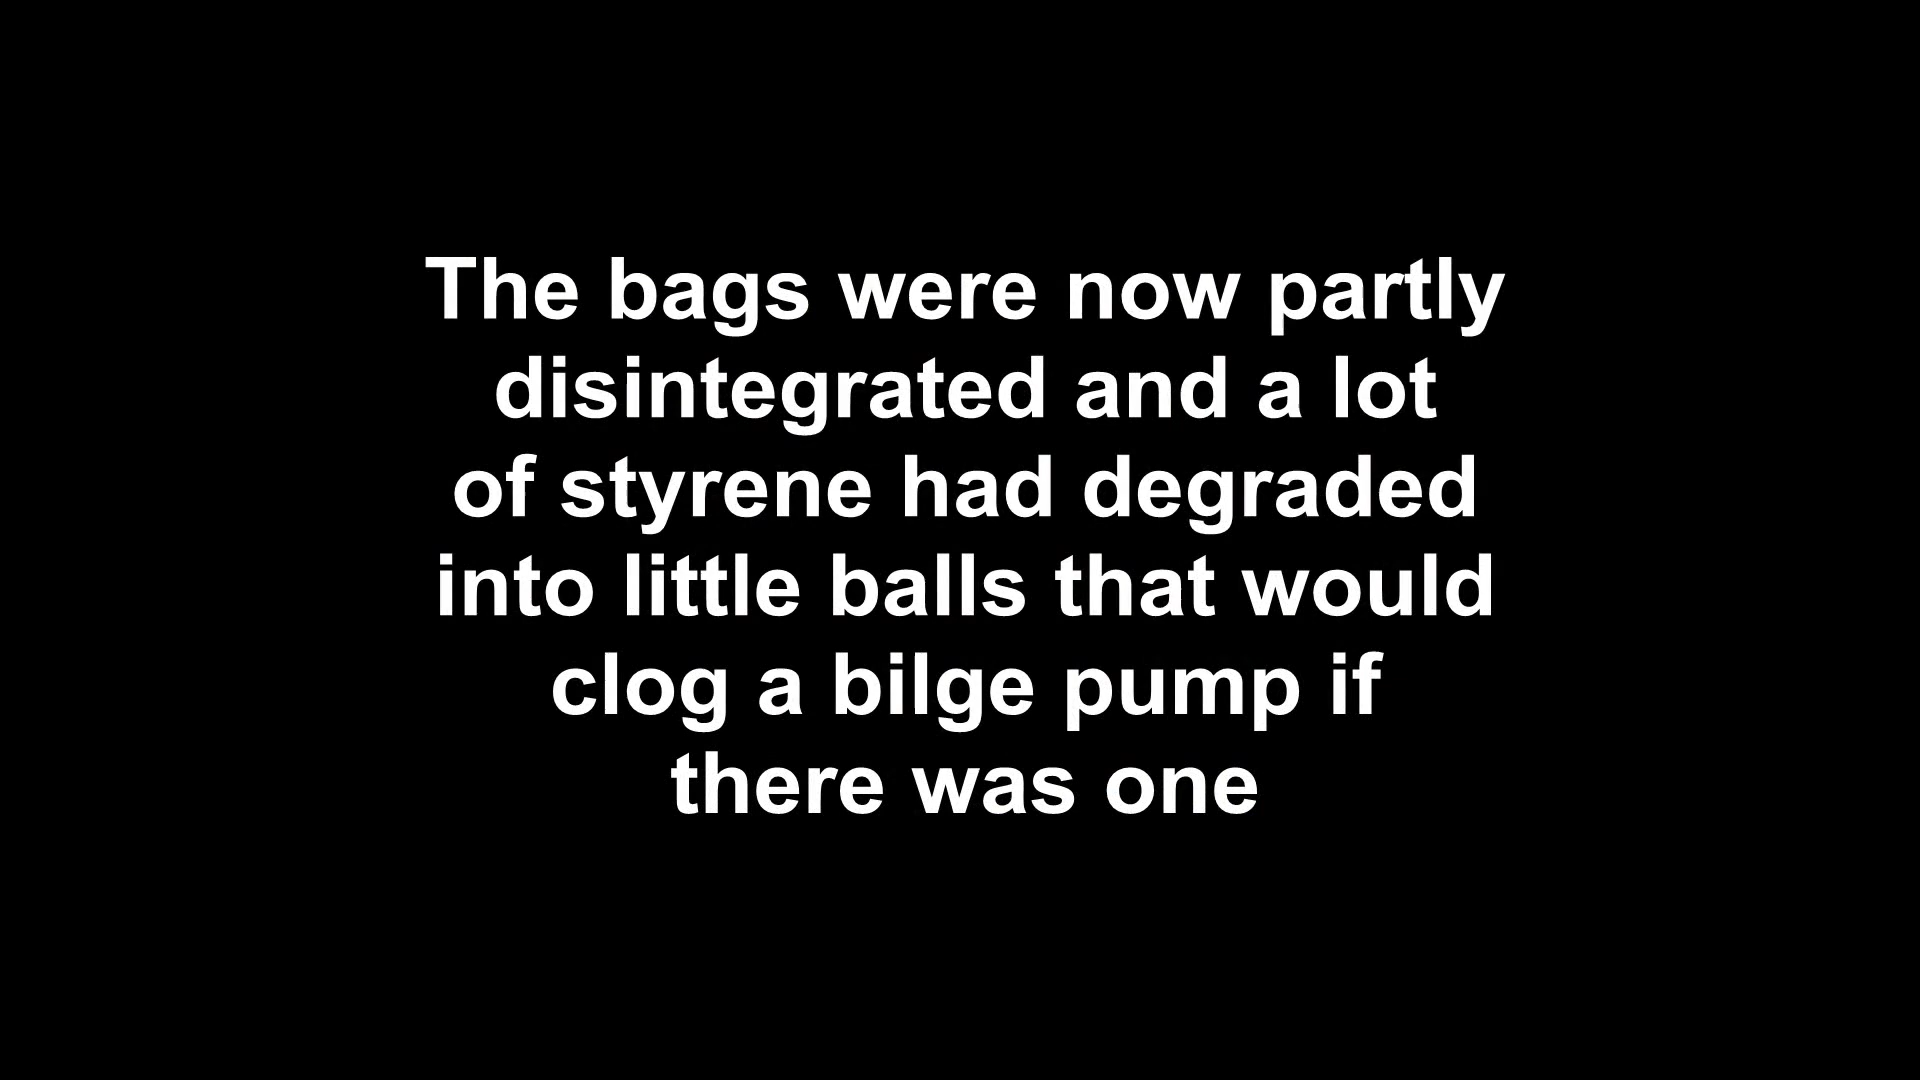 The bags were now partly
disintegrated and a lot
of styrene had degraded
into little balls that would
clog a bilge pump if
there was one